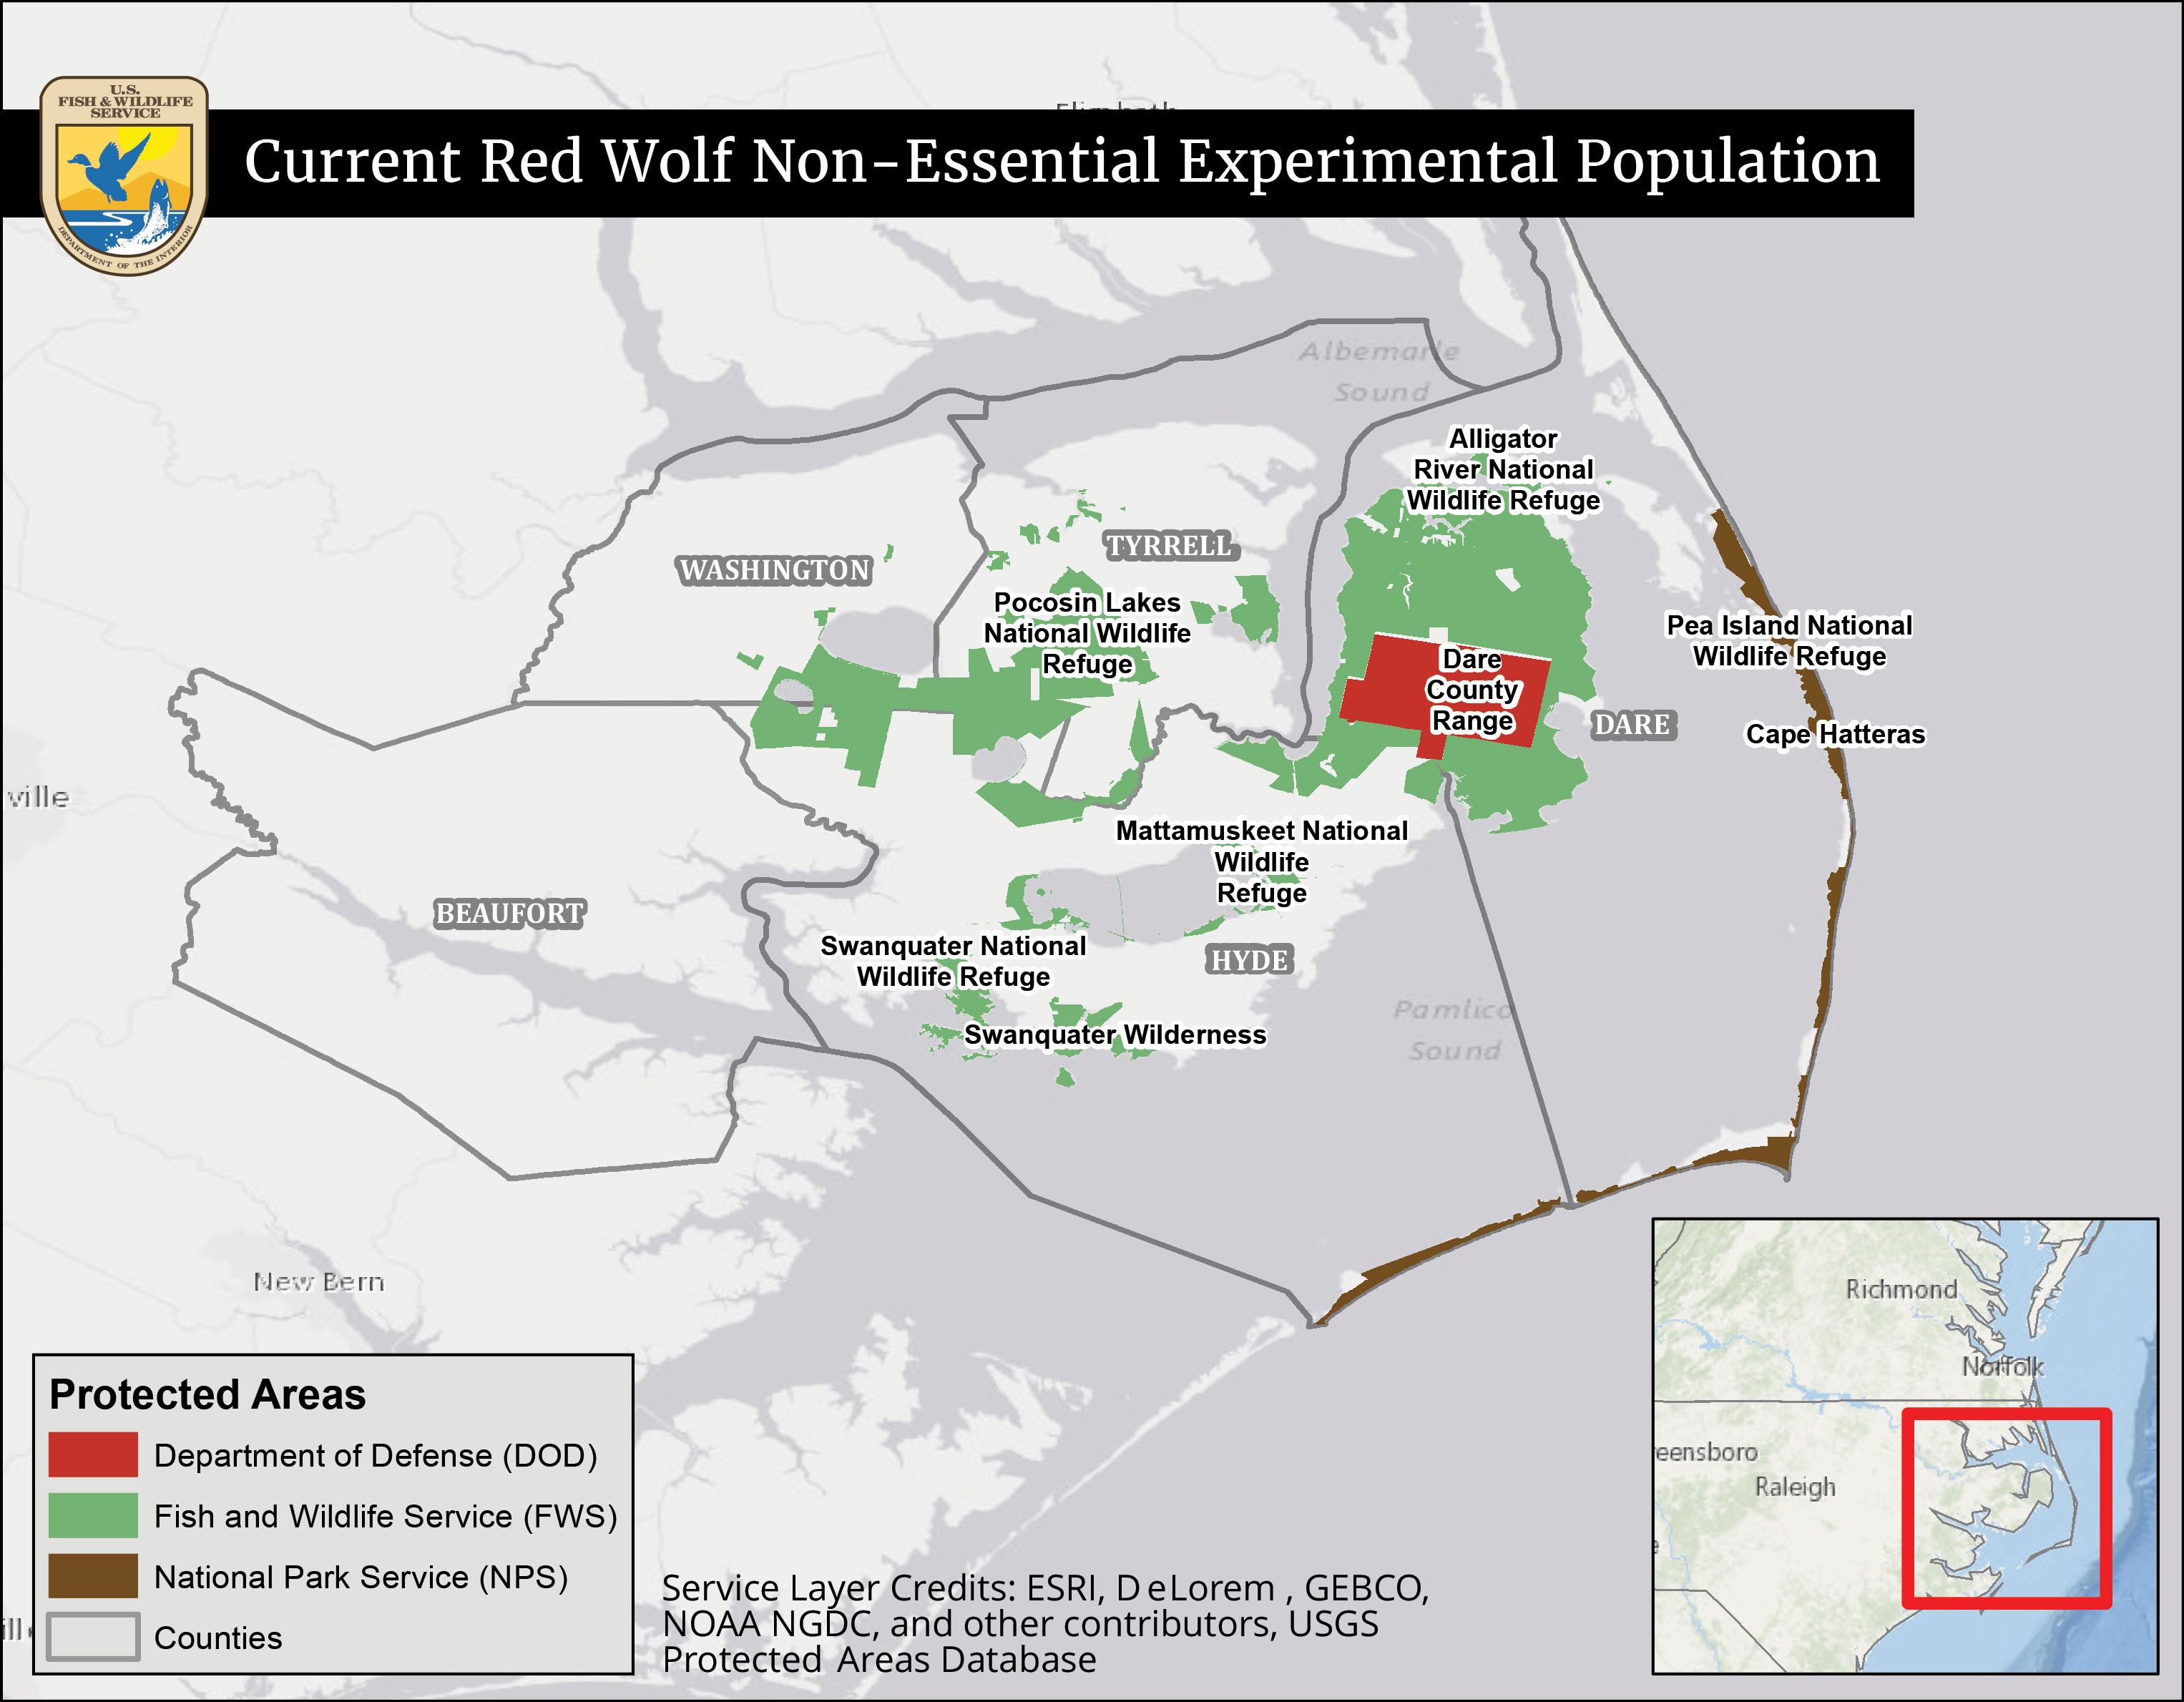 U.S.
FISH & WILDLIFE
SERVICE
DEPARTMENT OF THE INTERIOR
Current Red Wolf Non-Essential Experimental Population
Albemarle
Sound
Alligator
River National
Wildlife Refuge
TYRRELL
WASHINGTON
Pocosin Lakes
National Wildlife
Refuge
Pea Island National
Wildlife Refuge
Dare
County
Range
DARE
Cape Hatteras
ville
Mattamuskeet National
Wildlife
Refuge
BEAUFORT
Swanquater National
Wildlife Refuge
HYDE
Pamlico
Sound
Swanquater Wilderness
New Bern
Richmond
Norfolk
eensboro
Raleigh
Protected Areas
Department of Defense (DOD)
Fish and Wildlife Service (FWS)
National Park Service (NPS)
Counties
Service Layer Credits: ESRI, DeLorem , GEBCO,
NOAA NGDC, and other contributors, USGS
Protected Areas Database